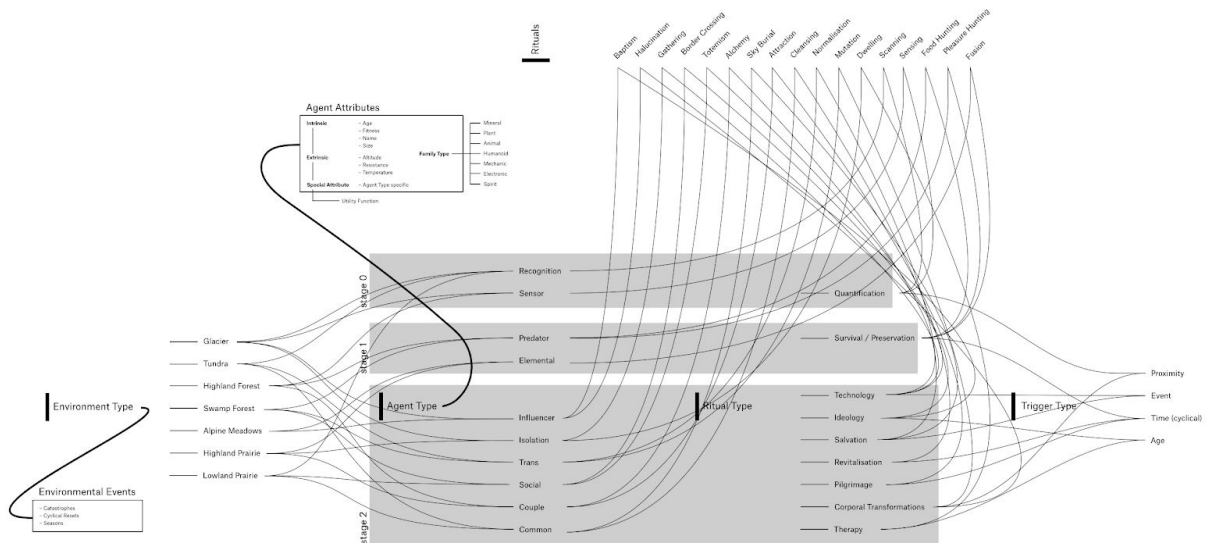 Rituals
Baptism
Halucination
Gathering
Border Crossing
Totemism
Alchemy
Sky Burial
Attraction
Cleansing
Normalisation
Mutation
Dwelling
Scanning
Sensing
Food Hunting
Pleasure Hunting
Fusion
Agent Attributes
Intrinsic
– Age
– Fitness
– Name
– Size
Extrinsic
– Altitude
– Resistance
– Temperature
Special Attribute
– Agent Type specific
Utility Function
Family Type
Mineral
Plant
Animal
Humanoid
Mechanic
Electronic
Spirit
stage 0
Recognition
Sensor
Quantification
stage 1
Predator
Elemental
Survival / Preservation
Glacier
Tundra
Highland Forest
Swamp Forest
Alpine Meadows
Highland Prairie
Lowland Prairie
Environment Type
Environmental Events
– Catastrophes
– Cyclical Resets
– Seasons
stage 2
Agent Type
Influencer
Isolation
Trans
Social
Couple
Common
Ritual Type
Technology
Ideology
Salvation
Revitalisation
Pilgrimage
Corporal Transformations
Therapy
Trigger Type
Proximity
Event
Time (cyclical)
Age